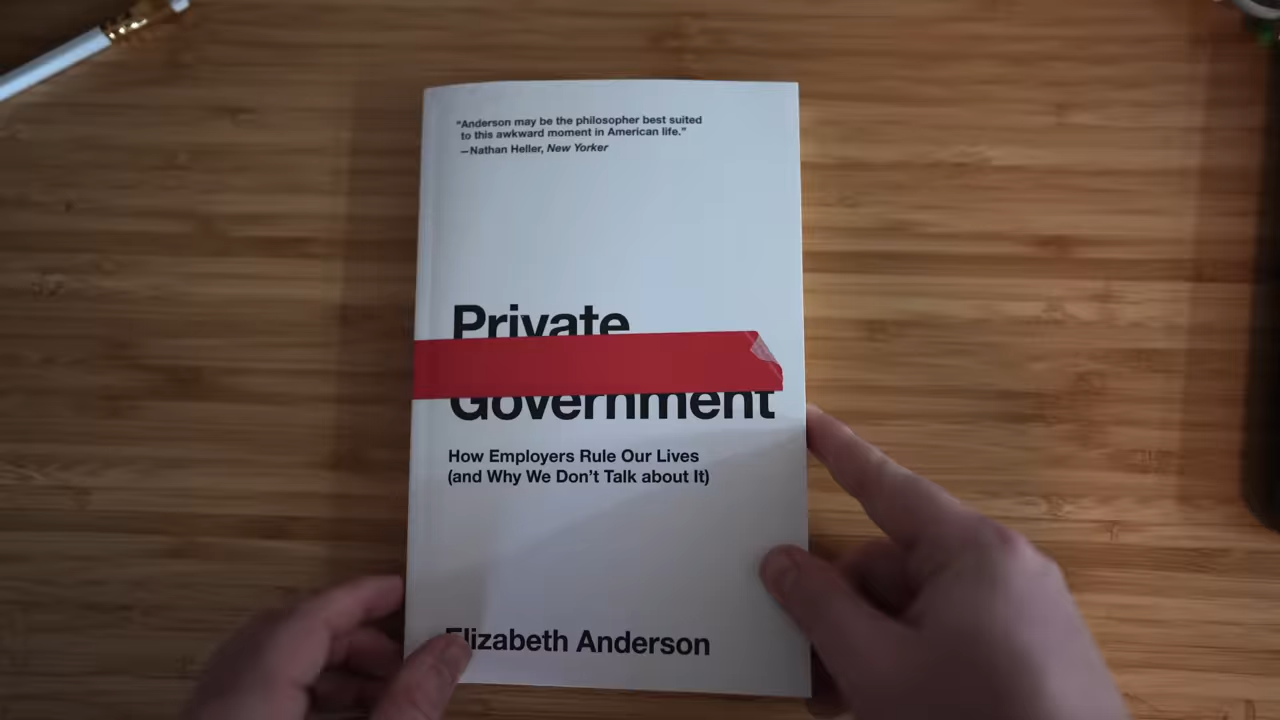 “Anderson may be the philosopher best suited
to this awkward moment in American life.”
—Nathan Heller, New Yorker
Private
Government
How Employers Rule Our Lives
(and Why We Don’t Talk about It)
Elizabeth Anderson